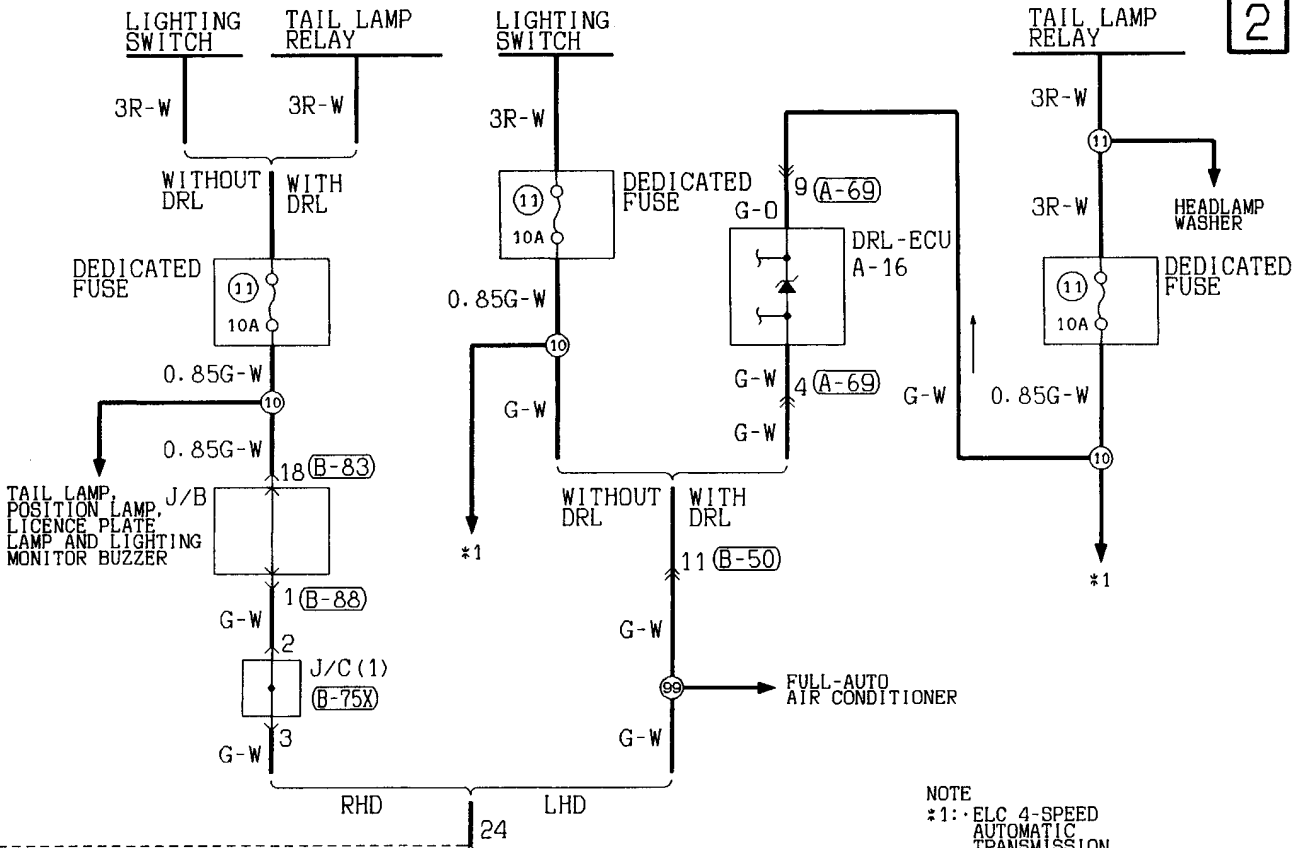 LIGHTING
SWITCH
TAIL LAMP
RELAY
LIGHTING
SWITCH
TAIL LAMP
RELAY
2
3R-W
3R-W
3R-W
3R-W
11
WITHOUT
DRL
WITH
DRL
11
10A
DEDICATED
FUSE
9 (A-69)
G-O
3R-W
HEADLAMP
WASHER
DRL-ECU
A-16
DEDICATED
FUSE
11
10A
0.85G-W
11
10A
DEDICATED
FUSE
0.85G-W
10
10
G-W
4 (A-69)
G-W
G-W
0.85G-W
G-W
10
0.85G-W
18 (B-83)
TAIL LAMP,
POSITION LAMP,
LICENCE PLATE
LAMP AND LIGHTING
MONITOR BUZZER
J/B
WITHOUT
DRL
WITH
DRL
*1
11 (B-50)
*1
1 (B-88)
G-W
2
G-W
J/C(1)
(B-75X)
99
FULL-AUTO
AIR CONDITIONER
3
G-W
G-W
RHD
LHD
24
NOTE
*1:·ELC 4-SPEED
AUTOMATIC
TRANSMISSION